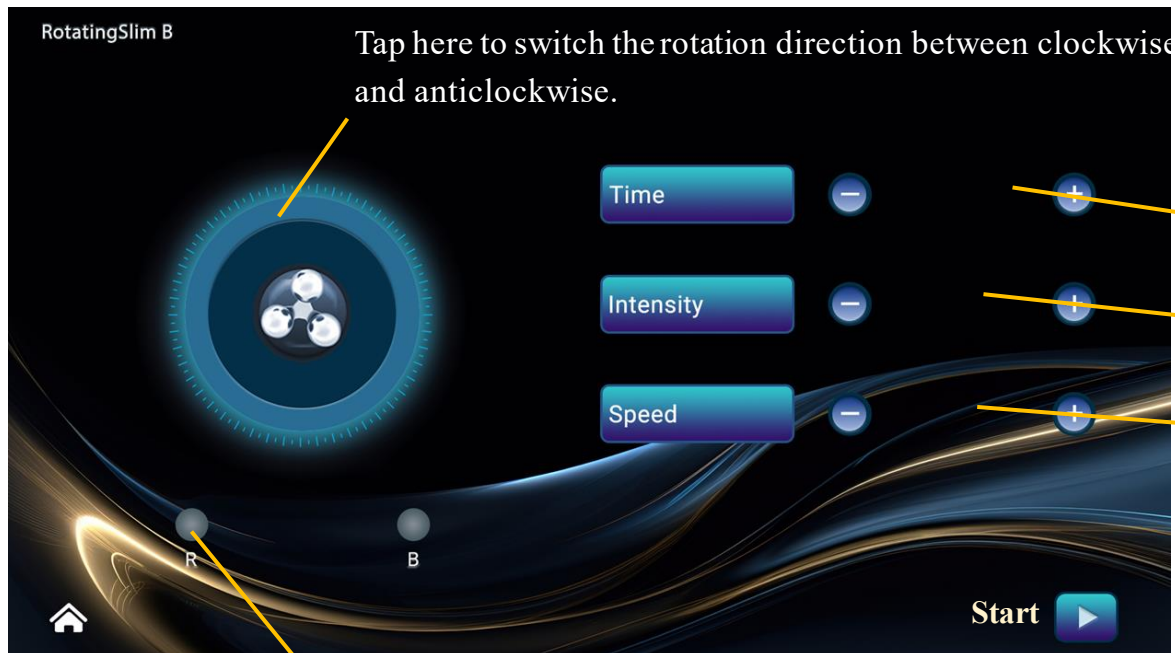 RotatingSlim B
Tap here to switch the rotation direction between clockwise
and anticlockwise.
Time − +
Intensity − +
Speed − +
R B
Start